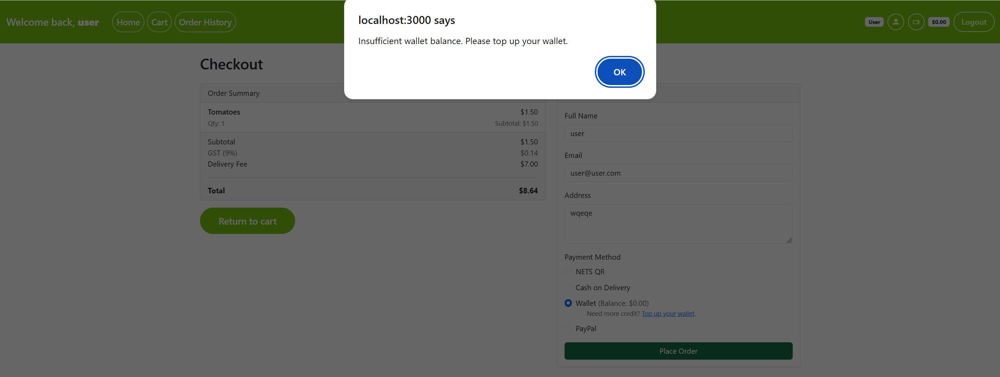 Welcome back, user
Home
Cart
Order History
User
$0.00
Logout
localhost:3000 says
Insufficient wallet balance. Please top up your wallet.
OK
Checkout
Order Summary
Tomatoes $1.50
Qty: 1 Subtotal: $1.50
Subtotal $1.50
GST (9%) $0.14
Delivery Fee $7.00
Total $8.64
Return to cart
Full Name
user
Email
user@user.com
Address
wqeqe
Payment Method
NETS QR
Cash on Delivery
Wallet (Balance: $0.00)
Need more credit? Top up your wallet.
PayPal
Place Order